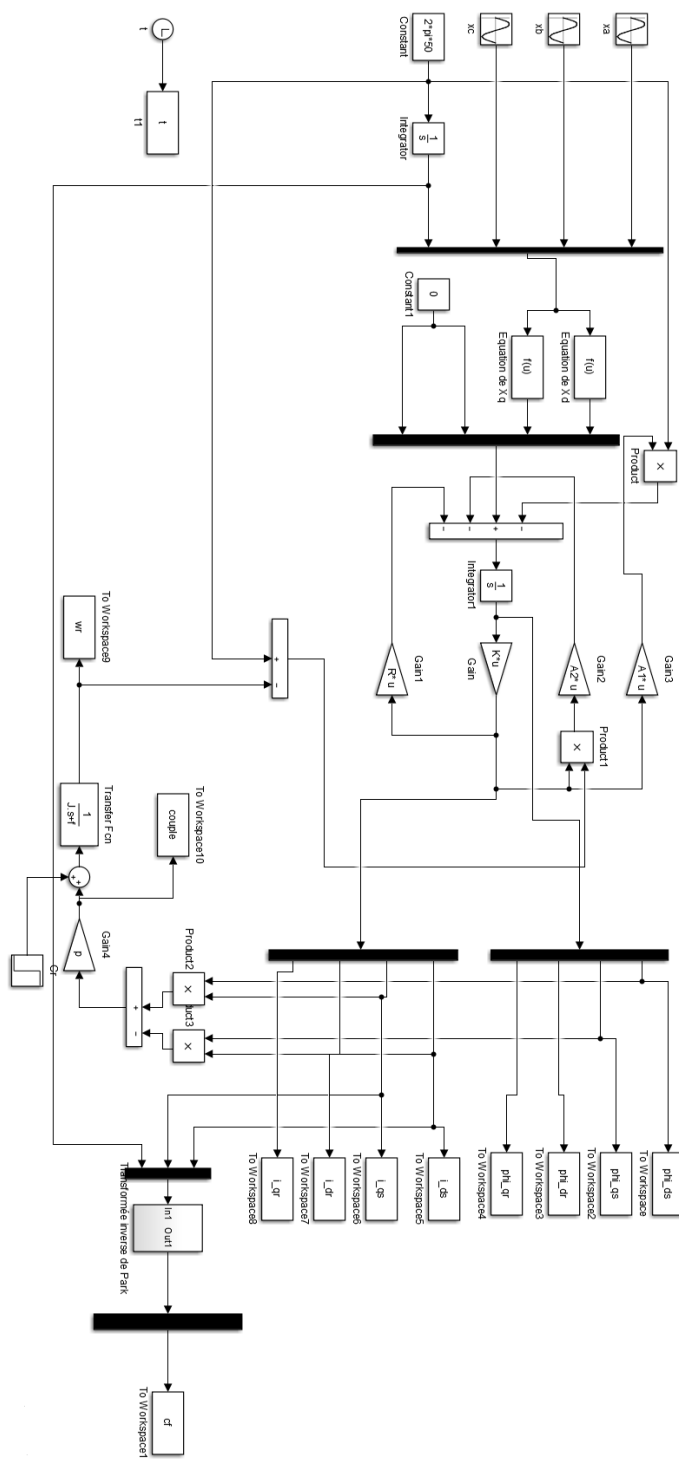 xa
xb
xc
2*pi*50
Constant
1
s
Integrator
t
t
t1
0
Constant1
f(u)
Equation de X d
f(u)
Equation de X q
×
Product
A1* u
Gain3
A2* u
Gain2
×
Product1
K*u
Gain
R* u
Gain1
1
s
Integrator1
phi_ds
To Workspace
phi_qs
To Workspace2
phi_dr
To Workspace3
phi_qr
To Workspace4
i_ds
To Workspace5
i_qs
To Workspace6
i_dr
To Workspace7
i_qr
To Workspace8
Product2
×
duct3
×
p
Gain4
couple
To Workspace10
1
J.s+f
Transfer Fcn
wr
To Workspace9
Cr
In1 Out1
Transformée inverse de Park
cf
To Workspace1